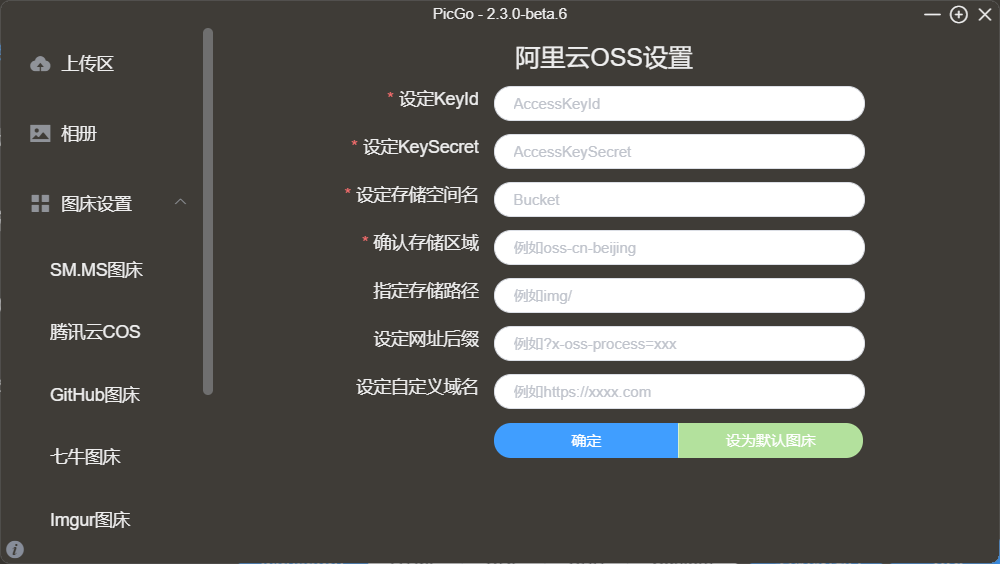 PicGo - 2.3.0-beta.6
上传区
相册
图床设置
SM.MS图床
腾讯云COS
GitHub图床
七牛图床
Imgur图床
阿里云OSS设置
* 设定KeyId
AccessKeyId
* 设定KeySecret
AccessKeySecret
* 设定存储空间名
Bucket
* 确认存储区域
例如oss-cn-beijing
指定存储路径
例如img/
设定网址后缀
例如?x-oss-process=xxx
设定自定义域名
例如https://xxxx.com
确定
设为默认图床